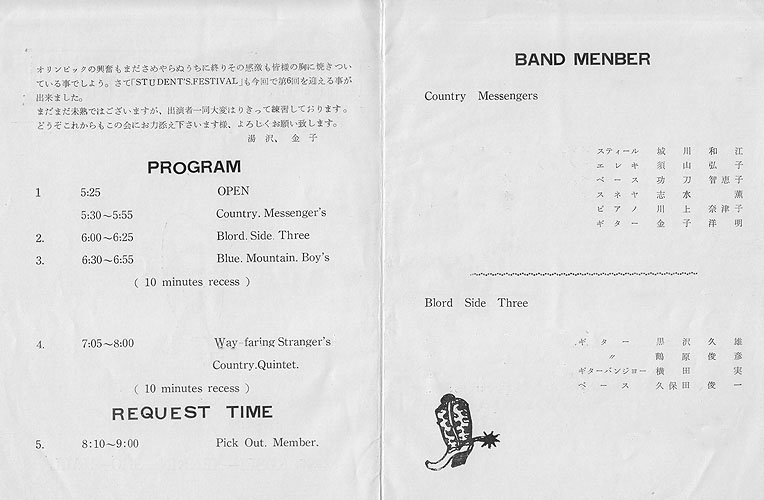 オリンピックの興奮もまださめやらぬうちに終りその感激も皆様の胸に焼きつい
ている事でしょう。さて「STUDENT'S.FESTIVAL」も今回で第6回を迎える事が
出来ました。
まだまだ未熟ではございますが、出演者一同大変はりきって練習しております。
どうぞこれからもこの会にお力添え下さいます様、よろしくお願い致します。
湯沢、金子
PROGRAM
1 5:25 OPEN
5:30～5:55 Country. Messenger's
2. 6:00～6:25 Blord. Side. Three
3. 6:30～6:55 Blue. Mountain. Boy's
( 10 minutes recess )
4. 7:05～8:00 Way-faring Stranger's
Country.Quintet.
( 10 minutes recess )
REQUEST TIME
5. 8:10～9:00 Pick Out. Member.
BAND MENBER
Country Messengers
スティール 城川和江
エレキ 須山弘子
ベース 功刀智恵子
スネヤ 志水薫
ピアノ 川上奈津子
ギター 金子洋明
Blord Side Three
ギター 黒沢久雄
〃 鶴原俊彦
ギターバンジョー 横田実
ベース 久保田俊一